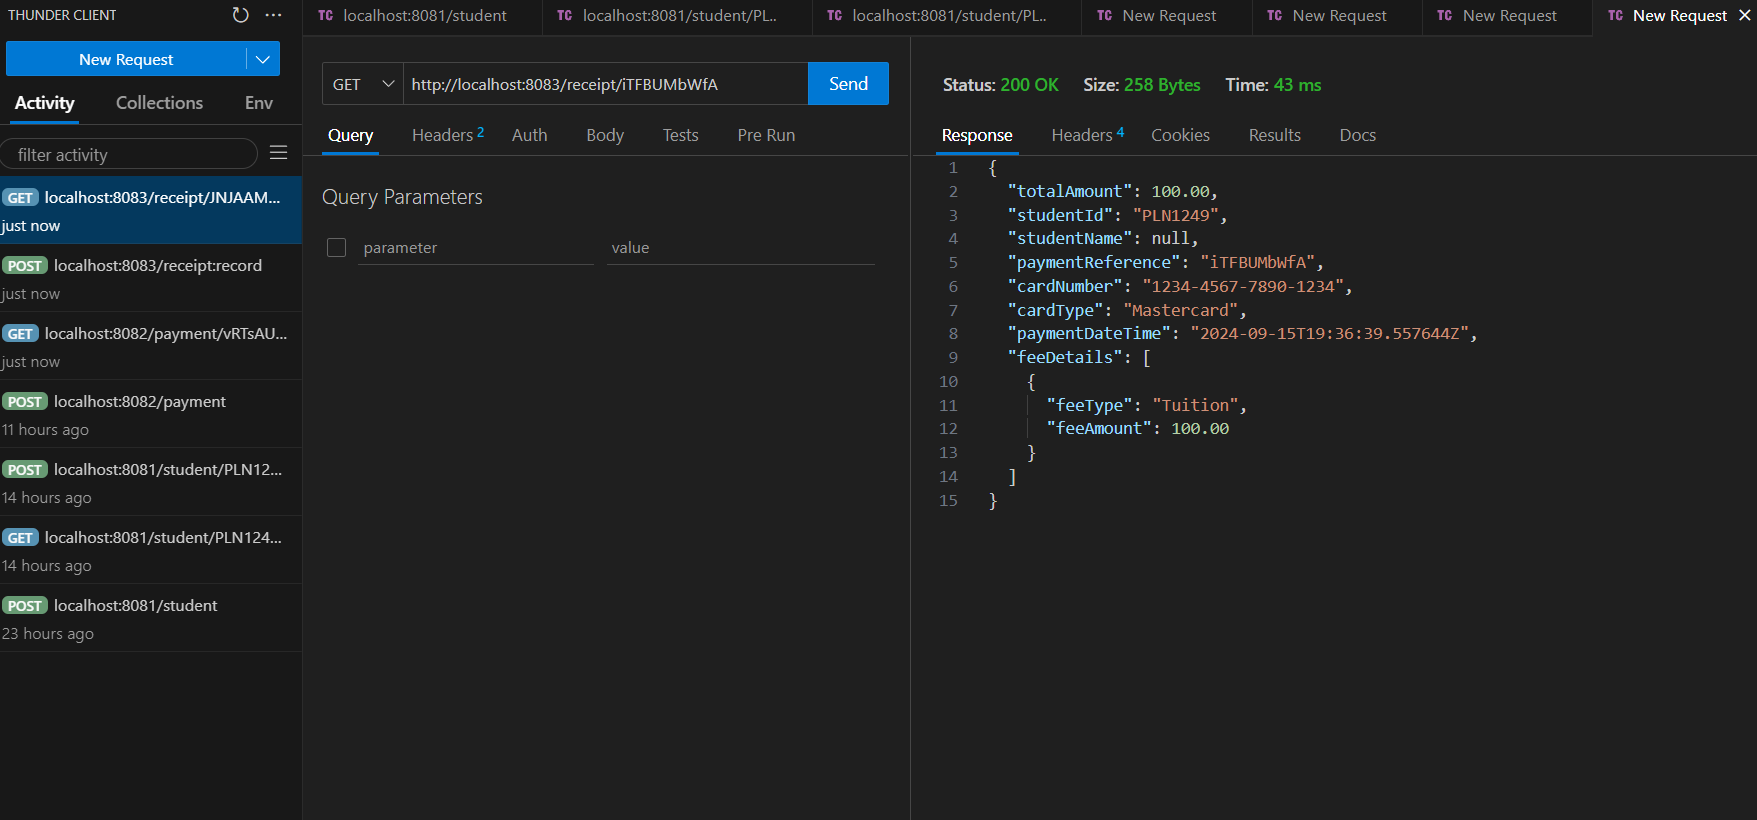 THUNDER CLIENT
New Request
Activity Collections Env
filter activity
GET localhost:8083/receipt/JNJAAM...
just now
POST localhost:8083/receipt:record
just now
GET localhost:8082/payment/vRTsAU...
just now
POST localhost:8082/payment
11 hours ago
POST localhost:8081/student/PLN12...
14 hours ago
GET localhost:8081/student/PLN124...
14 hours ago
POST localhost:8081/student
23 hours ago
TC localhost:8081/student TC localhost:8081/student/PL.. TC localhost:8081/student/PL.. TC New Request TC New Request TC New Request TC New Request
GET http://localhost:8083/receipt/iTFBUMbWfA Send
Query Headers 2 Auth Body Tests Pre Run
Query Parameters
parameter value
Status: 200 OK Size: 258 Bytes Time: 43 ms
Response Headers 4 Cookies Results Docs
1 {
2 "totalAmount": 100.00,
3 "studentId": "PLN1249",
4 "studentName": null,
5 "paymentReference": "iTFBUMbWfA",
6 "cardNumber": "1234-4567-7890-1234",
7 "cardType": "Mastercard",
8 "paymentDateTime": "2024-09-15T19:36:39.557644Z",
9 "feeDetails": [
10 {
11 "feeType": "Tuition",
12 "feeAmount": 100.00
13 }
14 ]
15 }